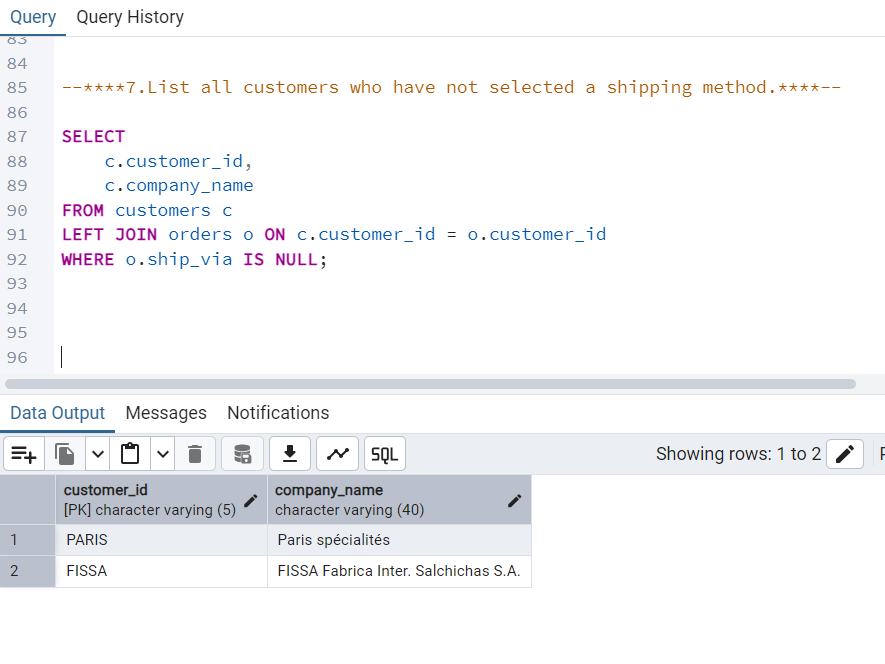 Query Query History
83
84
85 --****7.List all customers who have not selected a shipping method.****--
86
87 SELECT
88 c.customer_id,
89 c.company_name
90 FROM customers c
91 LEFT JOIN orders o ON c.customer_id = o.customer_id
92 WHERE o.ship_via IS NULL;
93
94
95
96
Data Output Messages Notifications
SQL Showing rows: 1 to 2
customer_id company_name
[PK] character varying (5) character varying (40)
1 PARIS Paris spécialités
2 FISSA FISSA Fabrica Inter. Salchichas S.A.